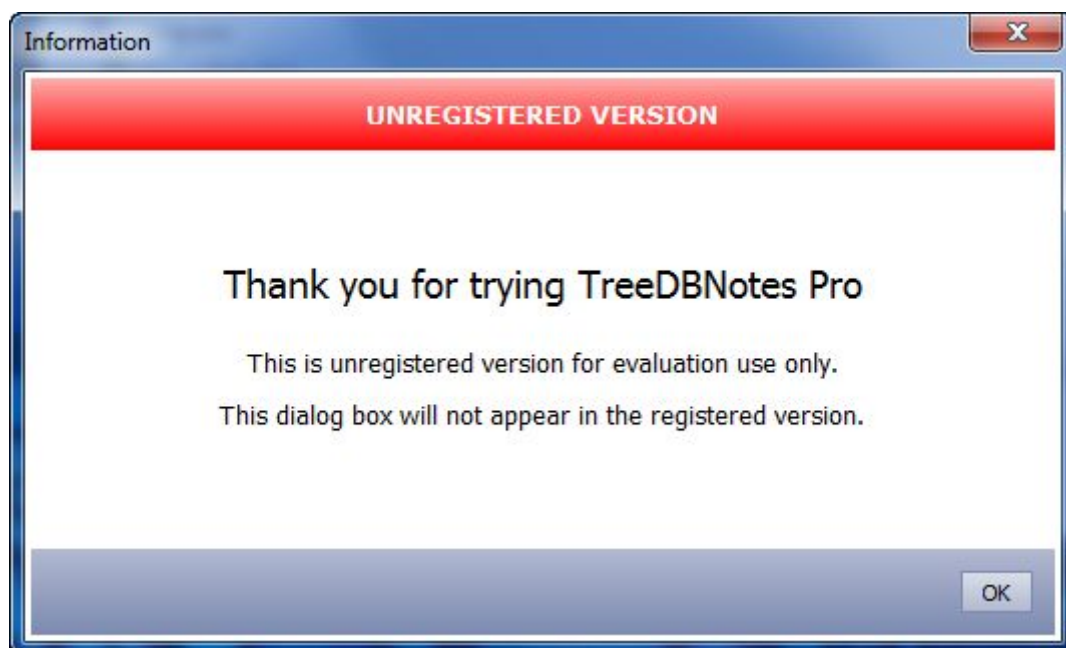 Information
UNREGISTERED VERSION
Thank you for trying TreeDBNotes Pro
This is unregistered version for evaluation use only.
This dialog box will not appear in the registered version.
OK